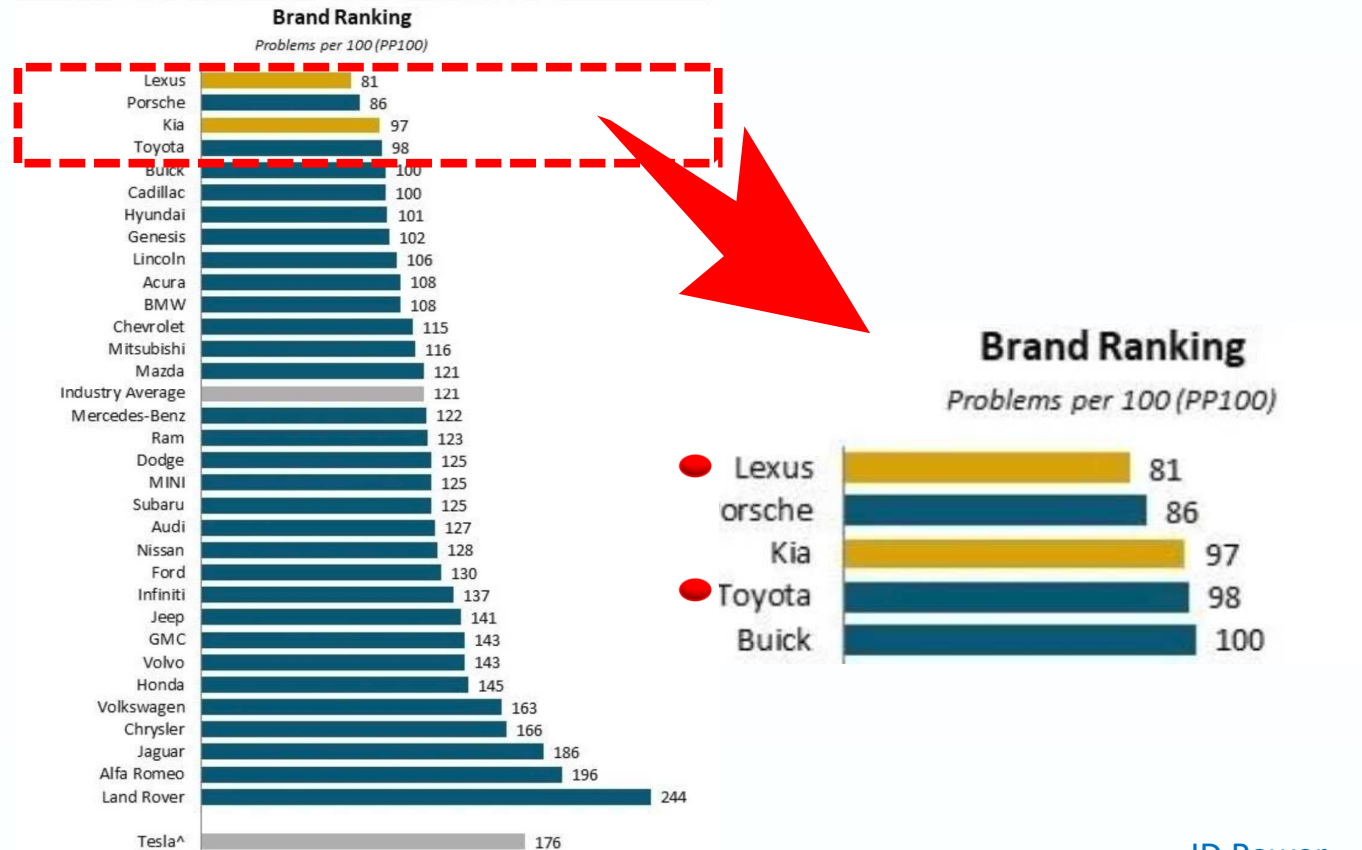 Brand Ranking
Problems per 100 (PP100)
Lexus 81
Porsche 86
Kia 97
Toyota 98
Buick 100
Cadillac 100
Hyundai 101
Genesis 102
Lincoln 106
Acura 108
BMW 108
Chevrolet 115
Mitsubishi 116
Mazda 121
Industry Average 121
Mercedes-Benz 122
Ram 123
Dodge 125
MINI 125
Subaru 125
Audi 127
Nissan 128
Ford 130
Infiniti 137
Jeep 141
GMC 143
Volvo 143
Honda 145
Volkswagen 163
Chrysler 166
Jaguar 186
Alfa Romeo 196
Land Rover 244
Tesla^ 176
Brand Ranking
Problems per 100 (PP100)
Lexus 81
orsche 86
Kia 97
Toyota 98
Buick 100